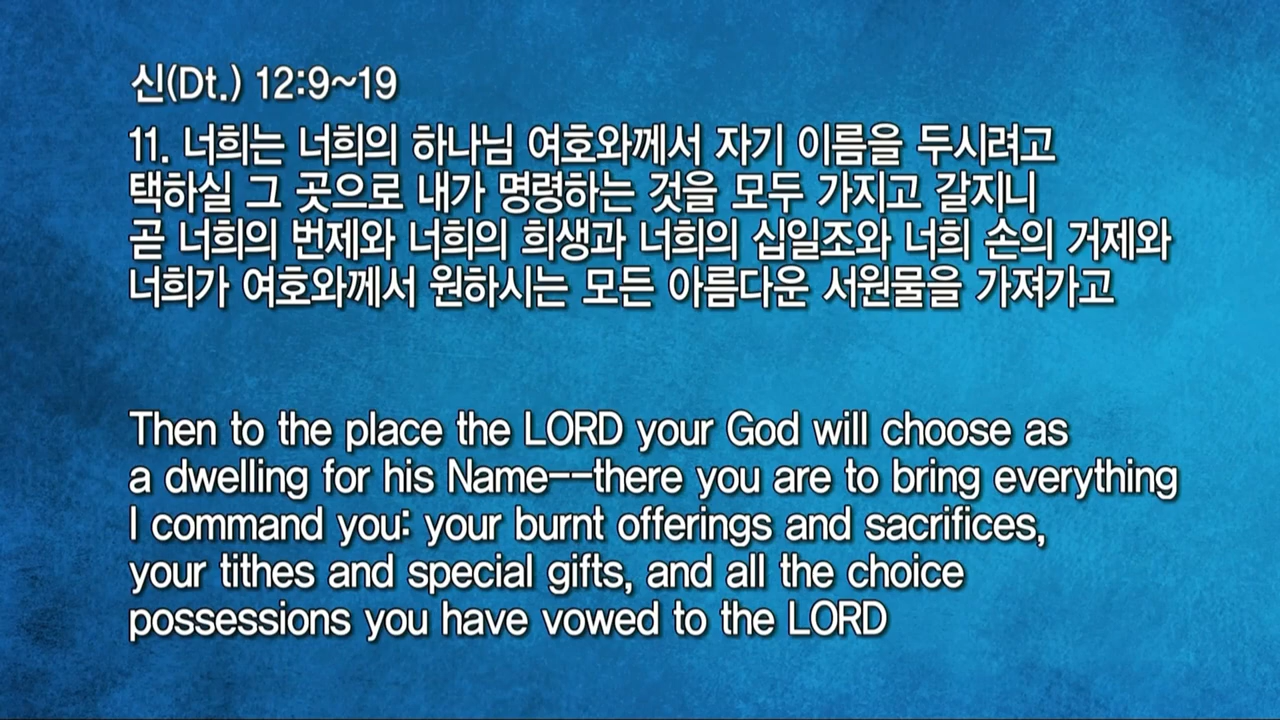 신(Dt.) 12:9~19
11. 너희는 너희의 하나님 여호와께서 자기 이름을 두시려고
택하실 그 곳으로 내가 명령하는 것을 모두 가지고 갈지니
곧 너희의 번제와 너희의 희생과 너희의 십일조와 너희 손의 거제와
너희가 여호와께서 원하시는 모든 아름다운 서원물을 가져가고
Then to the place the LORD your God will choose as
a dwelling for his Name--there you are to bring everything
I command you: your burnt offerings and sacrifices,
your tithes and special gifts, and all the choice
possessions you have vowed to the LORD